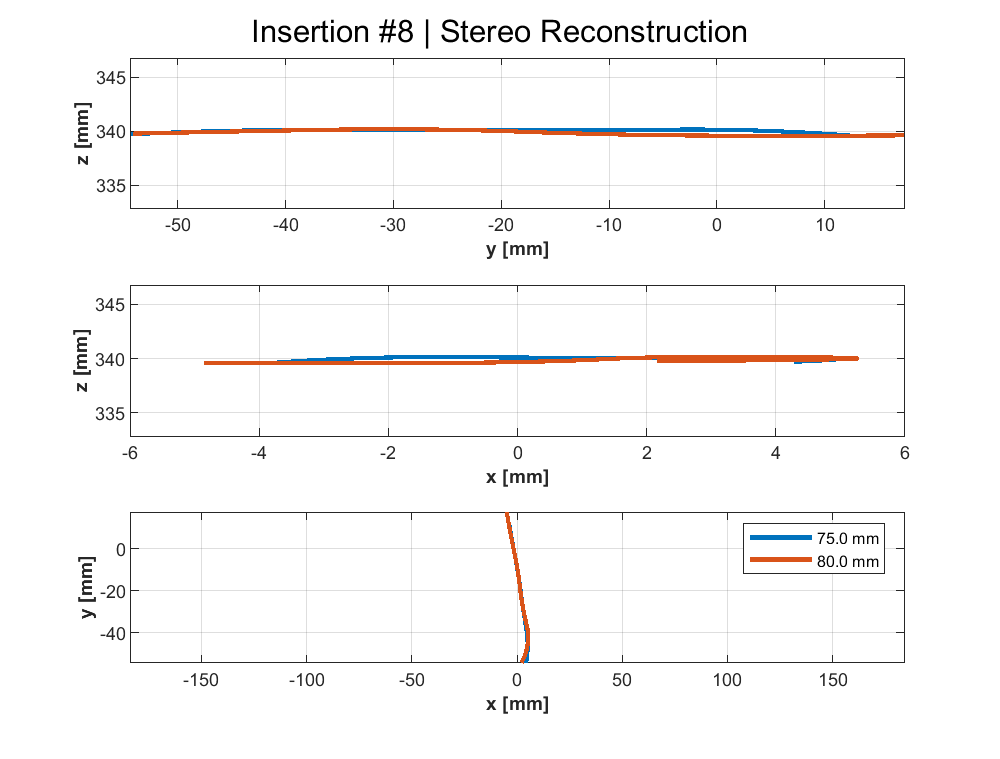 Insertion #8 | Stereo Reconstruction
345
340
335
z [mm]
-50 -40 -30 -20 -10 0 10
y [mm]
345
340
335
z [mm]
-6 -4 -2 0 2 4 6
x [mm]
0
-20
-40
y [mm]
75.0 mm
80.0 mm
-150 -100 -50 0 50 100 150
x [mm]